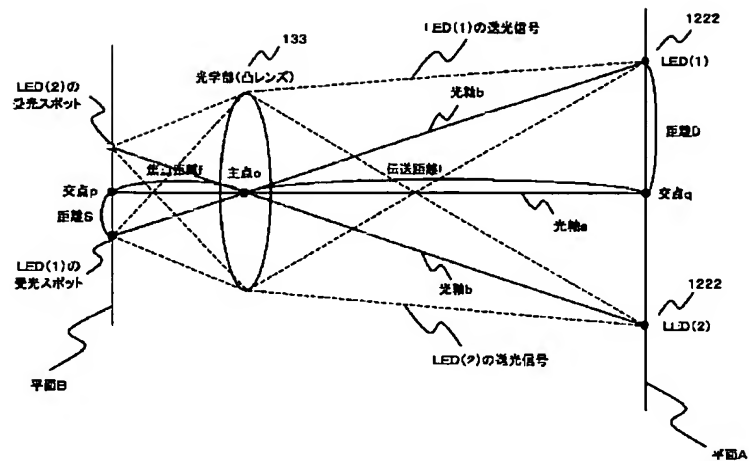 133
LED(1)の送光信号
1222
LED(2)の
受光スポット
光学部(凸レンズ)
LED(1)
光軸b
距離D
焦点距離f
主点o
伝送距離l
交点p
交点q
距離S
光軸a
LED(1)の
受光スポット
光軸b
1222
LED(2)
LED(2)の送光信号
平面B
平面A